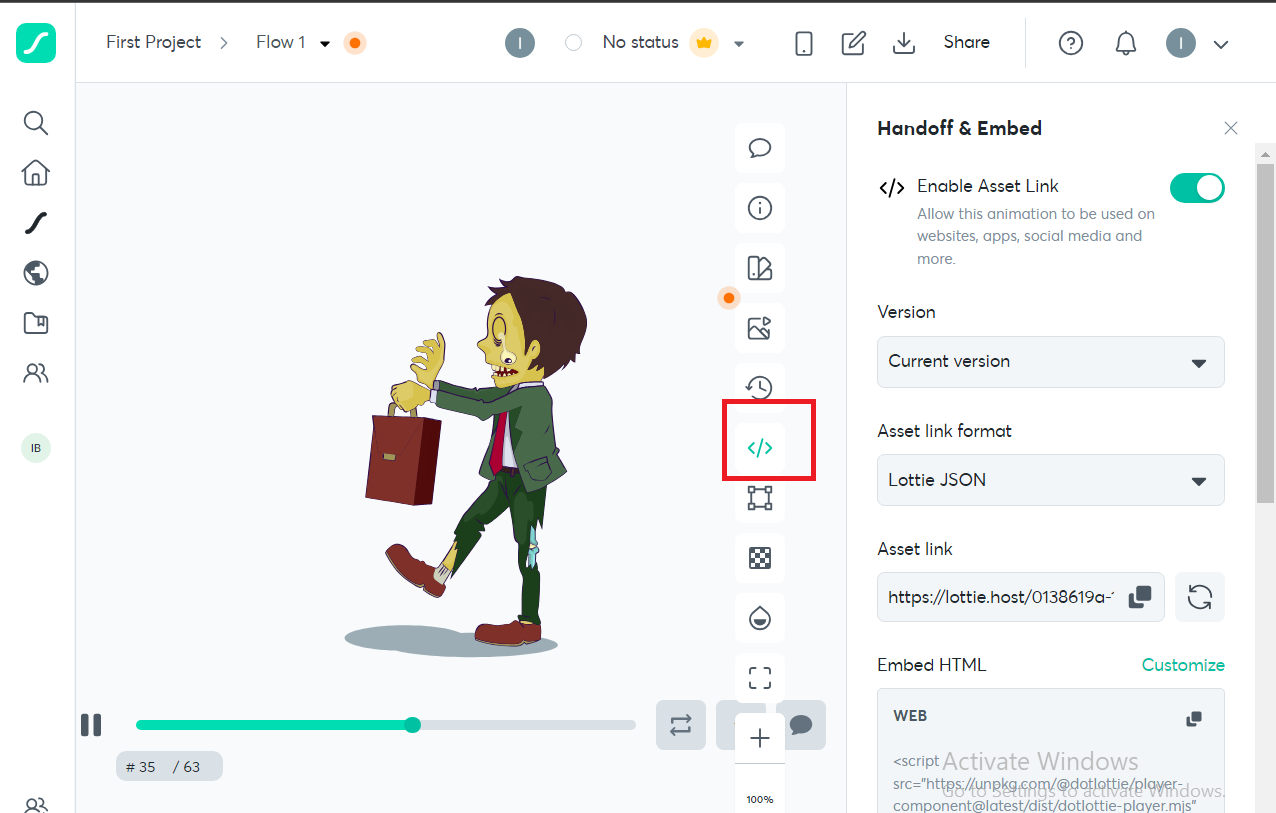 First Project > Flow 1
I
No status
Share
I
Handoff & Embed
</> Enable Asset Link
Allow this animation to be used on
websites, apps, social media and
more.
Version
Current version
Asset link format
Lottie JSON
Asset link
https://lottie.host/0138619a-
Embed HTML
Customize
WEB
<script
src="https://unpkg.com/@dotlottie/player-
component@latest/dist/dotlottie-player.mjs"
Activate Windows
Go to Settings to activate Windows.
IB
</>
# 35 / 63
100%